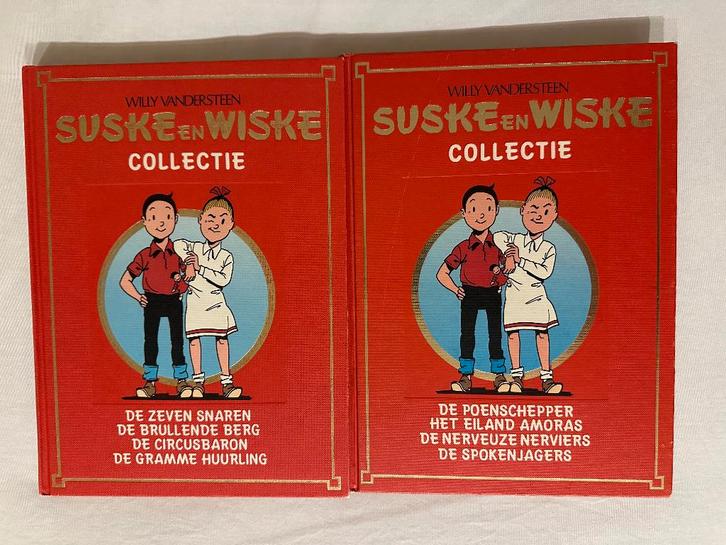 WILLY VANDERSTEEN
SUSKE EN WISKE
COLLECTIE
DE ZEVEN SNAREN
DE BRULLENDE BERG
DE CIRCUSBARON
DE GRAMME HUURLING
WILLY VANDERSTEEN
SUSKE EN WISKE
COLLECTIE
DE POENSCHEPPER
HET EILAND AMORAS
DE NERVEUZE NERVIERS
DE SPOKENJAGERS